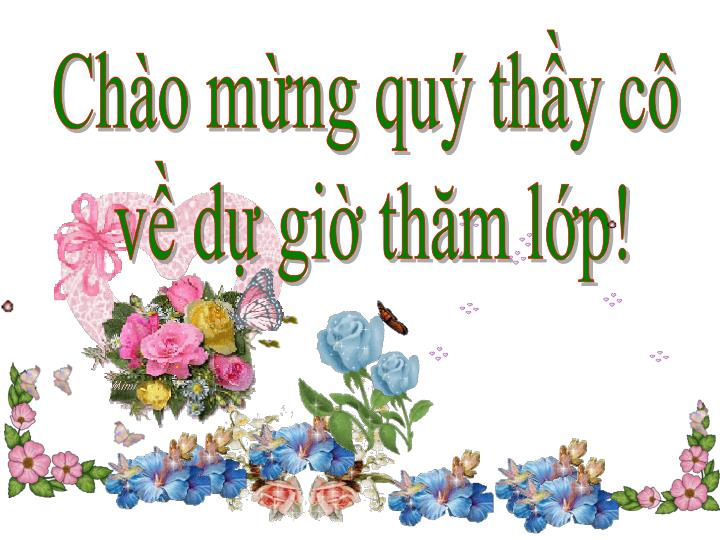 Chào mừng quý thầy cô
về dự giờ thăm lớp!